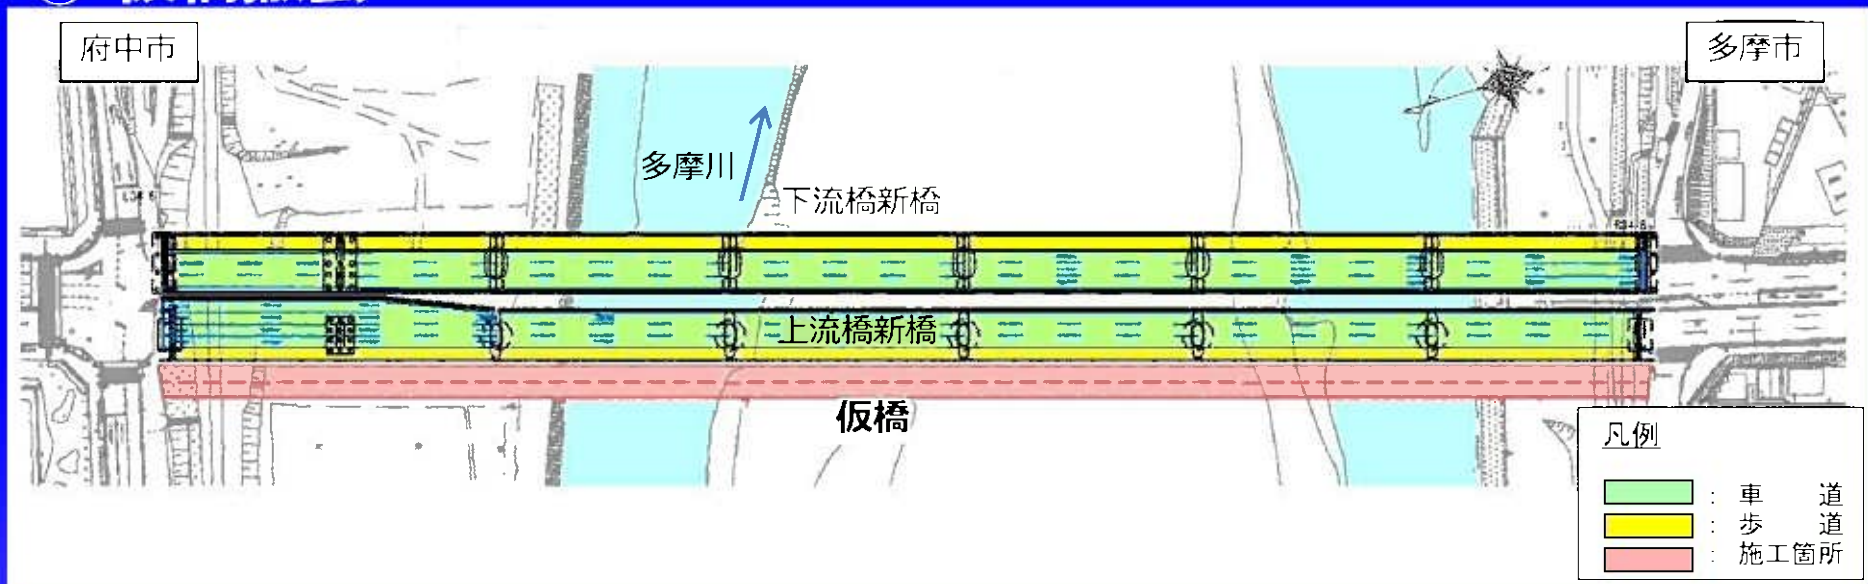 府中市
多摩市
多摩川
下流橋新橋
上流橋新橋
仮橋
凡例
: 車 道
: 歩 道
: 施工箇所